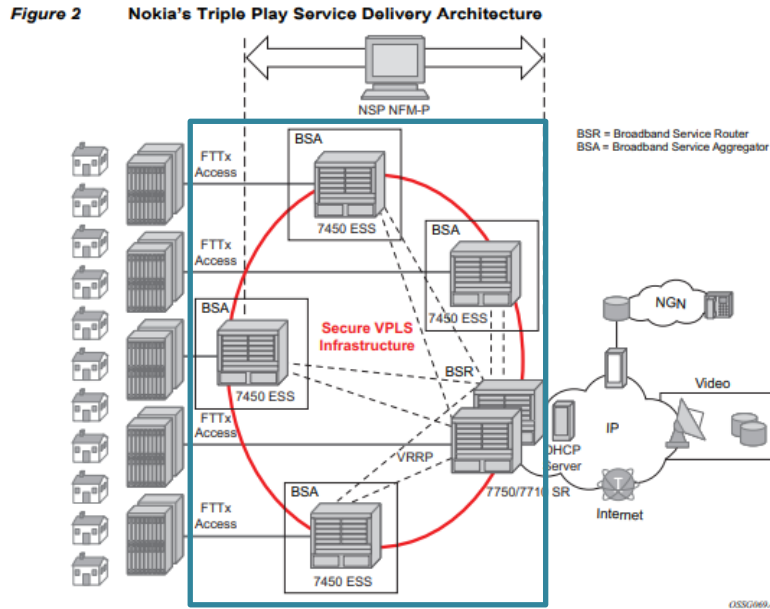 Figure 2 Nokia's Triple Play Service Delivery Architecture
NSP NFM-P
BSR = Broadband Service Router
BSA = Broadband Service Aggregator
FTTx
Access
BSA
7450 ESS
FTTx
Access
BSA
7450 ESS
BSA
7450 ESS
FTTx
Access
Secure VPLS
Infrastructure
BSR
VRRP
7750/7710 SR
FTTx
Access
BSA
7450 ESS
FTTx
Access
NGN
Video
IP
DHCP
Server
T
Internet